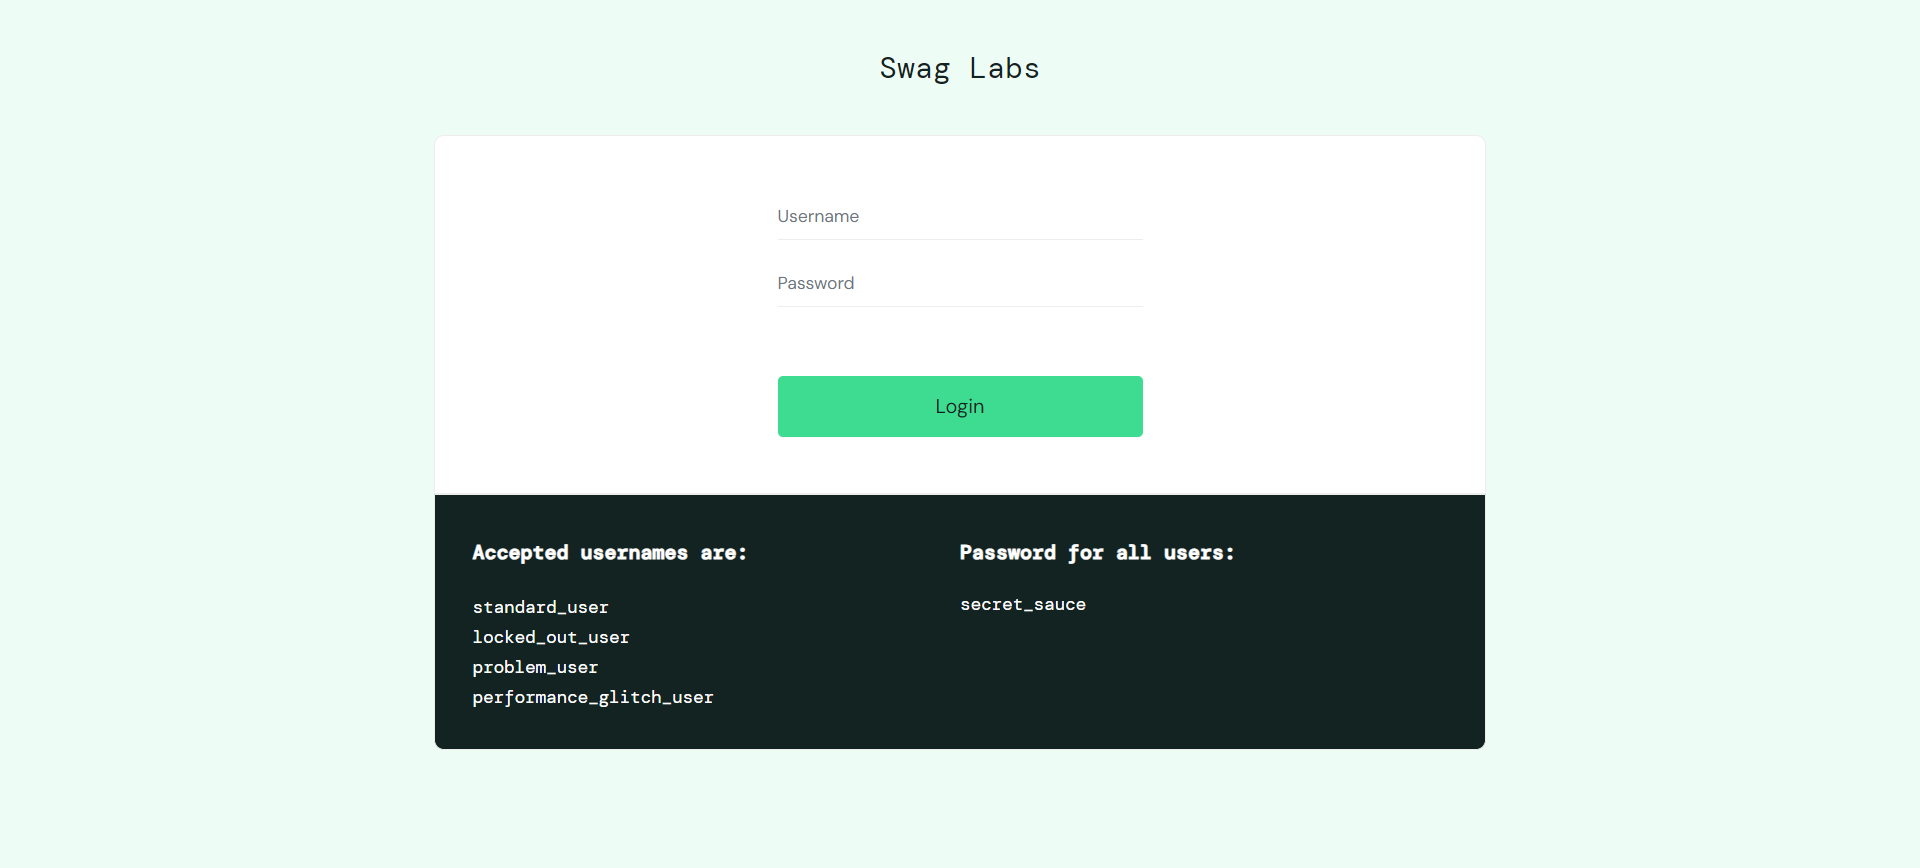 Swag Labs
Username
Password
Login
Accepted usernames are:
standard_user
locked_out_user
problem_user
performance_glitch_user
Password for all users:
secret_sauce